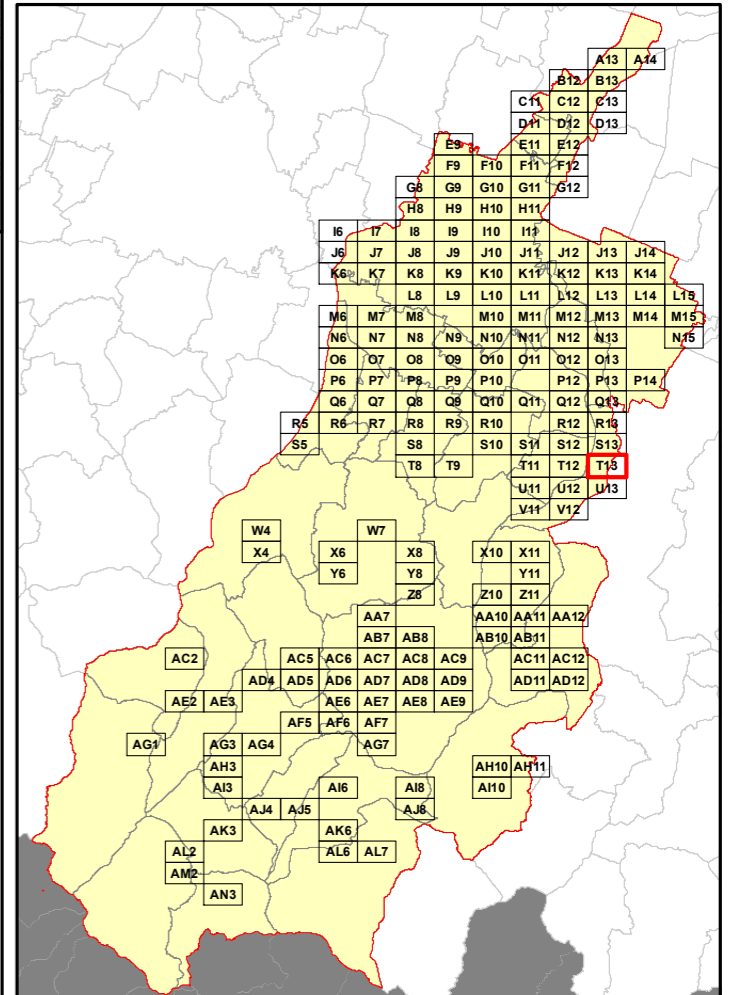 A13 A14
B12 B13
C11 C12 C13
D11 D12 D13
E9 E11 E12
F9 F10 F11 F12
G8 G9 G10 G11 G12
H8 H9 H10 H11
I6 I7 I8 I9 I10 I11
J6 J7 J8 J9 J10 J11 J12 J13 J14
K6 K7 K8 K9 K10 K11 K12 K13 K14
L8 L9 L10 L11 L12 L13 L14 L15
M6 M7 M8 M10 M11 M12 M13 M14 M15
N6 N7 N8 N9 N10 N11 N12 N13 N15
O6 O7 O8 O9 O10 O11 O12 O13
P6 P7 P8 P9 P10 P12 P13 P14
Q6 Q7 Q8 Q9 Q10 Q11 Q12 Q13
R5 R6 R7 R8 R9 R10 R12 R13
S5 S8 S10 S11 S12 S13
T8 T9 T11 T12 T13
U11 U12 U13
V11 V12
W4 W7
X4 X6 X8 X10 X11
Y6 Y8 Y11
Z8 Z10 Z11
AA7 AA10 AA11 AA12
AB7 AB8 AB10 AB11
AC2 AC5 AC6 AC7 AC8 AC9 AC11 AC12
AD4 AD5 AD6 AD7 AD8 AD9 AD11 AD12
AE2 AE3 AE6 AE7 AE8 AE9
AF5 AF6 AF7
AG1 AG3 AG4 AG7
AH3 AH10 AH11
AI3 AI6 AI8 AI10
AJ4 AJ5 AJ8
AK3 AK6
AL2 AL6 AL7
AM2
AN3